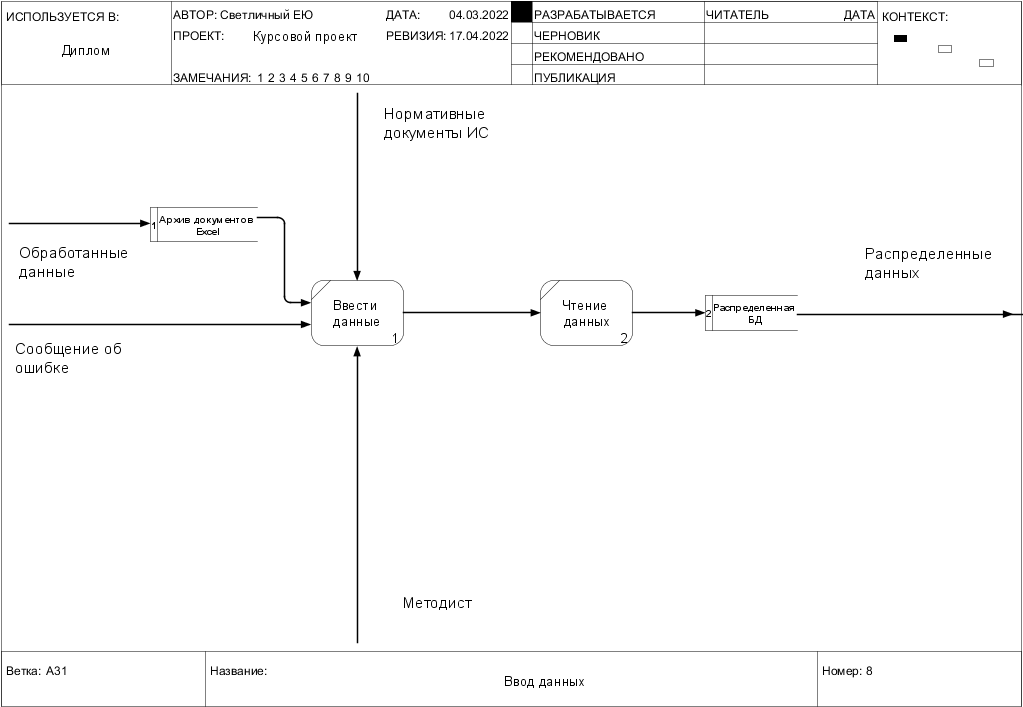 ИСПОЛЬЗУЕТСЯ В:
Диплом
АВТОР: Светличный ЕЮ
ДАТА: 04.03.2022
ПРОЕКТ: Курсовой проект
РЕВИЗИЯ: 17.04.2022
ЗАМЕЧАНИЯ: 1 2 3 4 5 6 7 8 9 10
РАЗРАБАТЫВАЕТСЯ
ЧЕРНОВИК
РЕКОМЕНДОВАНО
ПУБЛИКАЦИЯ
ЧИТАТЕЛЬ ДАТА
КОНТЕКСТ:
Нормативные
документы ИС
1
Архив документов
Excel
Обработанные
данные
Сообщение об
ошибке
Ввести
данные
1
Чтение
данных
2
2
Распределенная
БД
Распределенные
данных
Методист
Ветка: A31
Название:
Ввод данных
Номер: 8